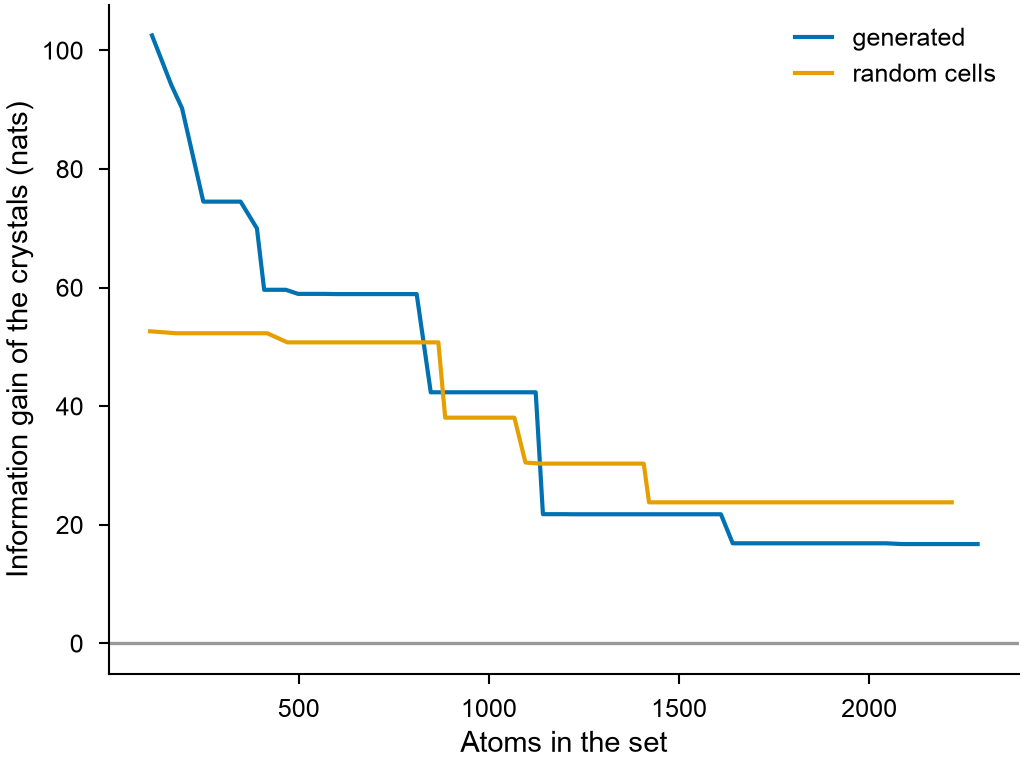 generated
random cells
Information gain of the crystals (nats)
100
80
60
40
20
0
500 1000 1500 2000
Atoms in the set